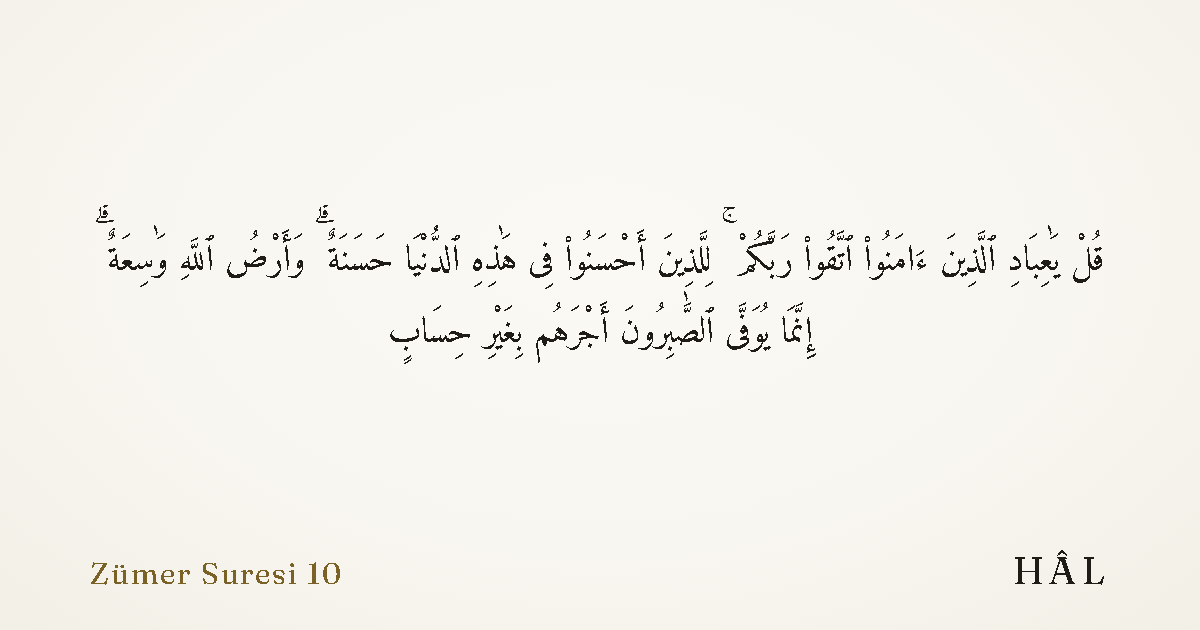 قُلْ يَٰعِبَادِ ٱلَّذِينَ ءَامَنُوا۟ ٱتَّقُوا۟ رَبَّكُمْ ۚ لِلَّذِينَ أَحْسَنُوا۟ فِى هَٰذِهِ ٱلدُّنْيَا حَسَنَةٌ ۗ وَأَرْضُ ٱللَّهِ وَٰسِعَةٌ ۗ
إِنَّمَا يُوَفَّى ٱلصَّٰبِرُونَ أَجْرَهُم بِغَيْرِ حِسَابٍ
Zümer Suresi 10
HÂL